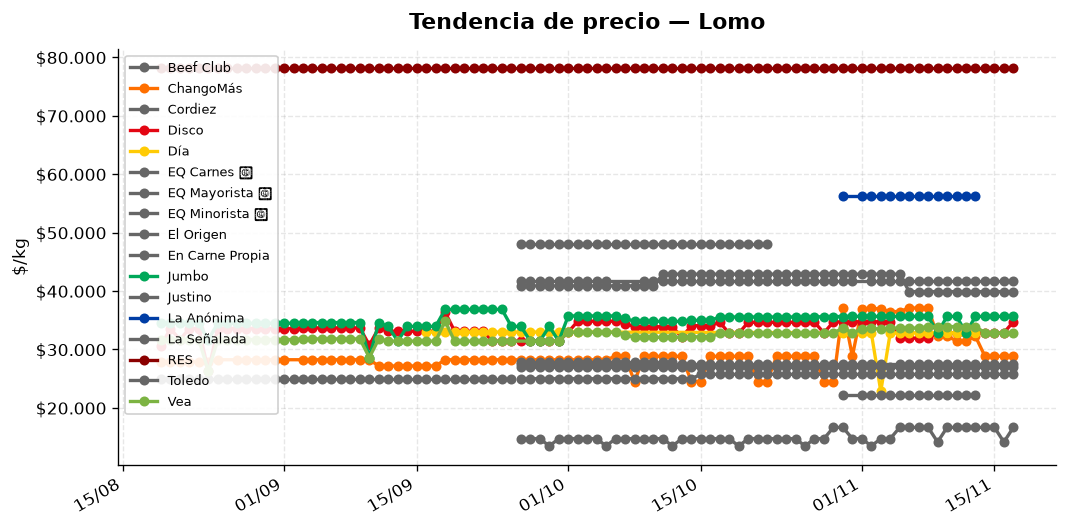 Tendencia de precio — Lomo
$/kg
$80.000
$70.000
$60.000
$50.000
$40.000
$30.000
$20.000
Beef Club
ChangoMás
Cordiez
Disco
Día
EQ Carnes
EQ Mayorista
EQ Minorista
El Origen
En Carne Propia
Jumbo
Justino
La Anónima
La Señalada
RES
Toledo
Vea
15/08
01/09
15/09
01/10
15/10
01/11
15/11